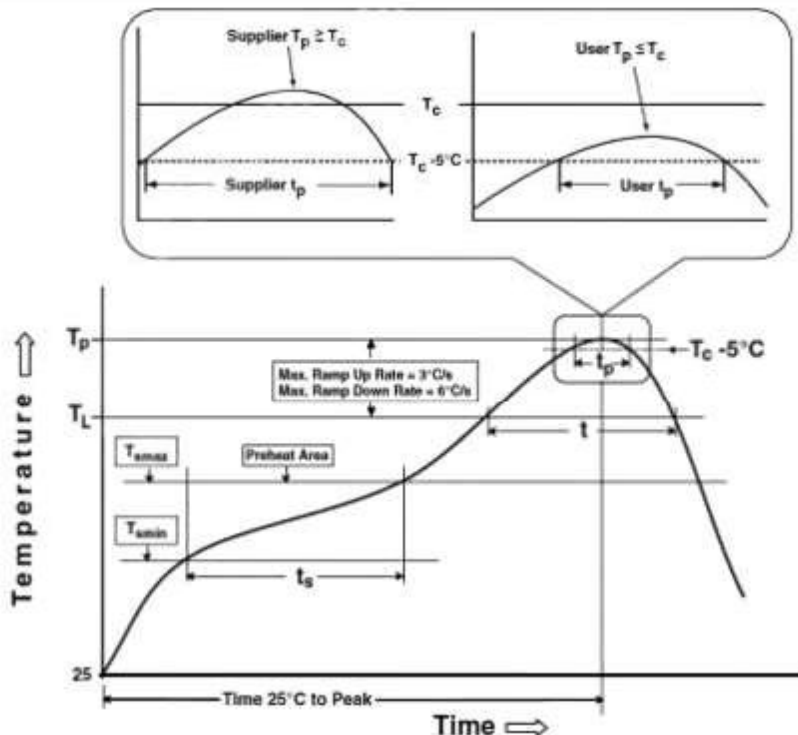 Supplier Tp ≥ Tc
User Tp ≤ Tc
Tc
Tc -5°C
Supplier tp
User tp
Tp
Max. Ramp Up Rate = 3°C/s
Max. Ramp Down Rate = 6°C/s
tp
Tc -5°C
TL
t
Tsmax
Preheat Area
Tsmin
ts
Temperature
25
Time 25°C to Peak
Time